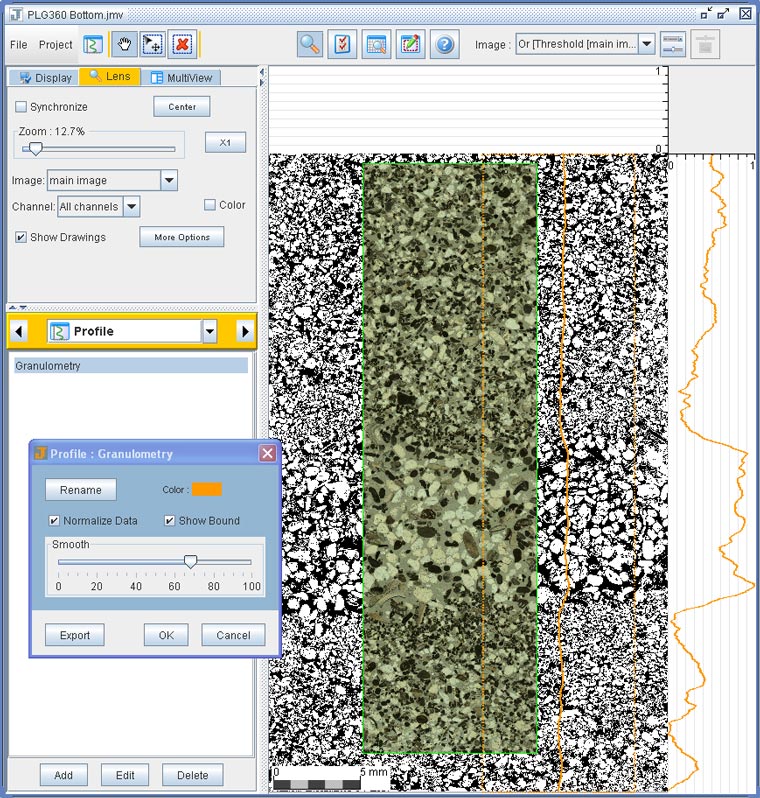 PLG360 Bottom.jmv
File Project Image : Or [Threshold [main im...
Display Lens MultiView
Synchronize Center
Zoom : 12.7%
X1
Image: main image
Channel: All channels Color
Show Drawings More Options
Profile
Granulometry
Profile : Granulometry
Rename Color :
Normalize Data Show Bound
Smooth
0 20 40 60 80 100
Export OK Cancel
Add Edit Delete
1
0
0 1
0 5 mm